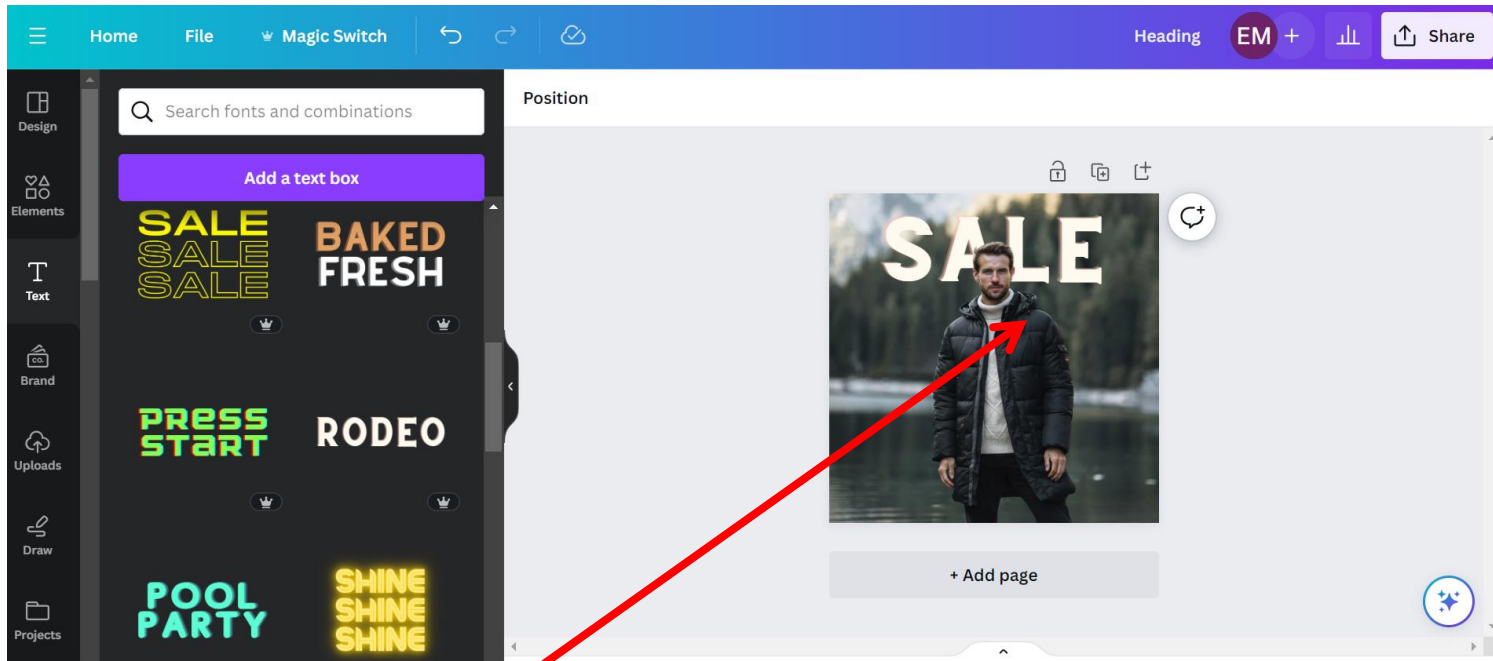 Home File Magic Switch Heading EM + Share
Design
Elements
Text
Brand
CO.
Uploads
Draw
Projects
Search fonts and combinations
Add a text box
SALE
SALE
SALE
BAKED
FRESH
PRESS
START
RODEO
POOL
PARTY
SHINE
SHINE
SHINE
Position
SALE
+ Add page